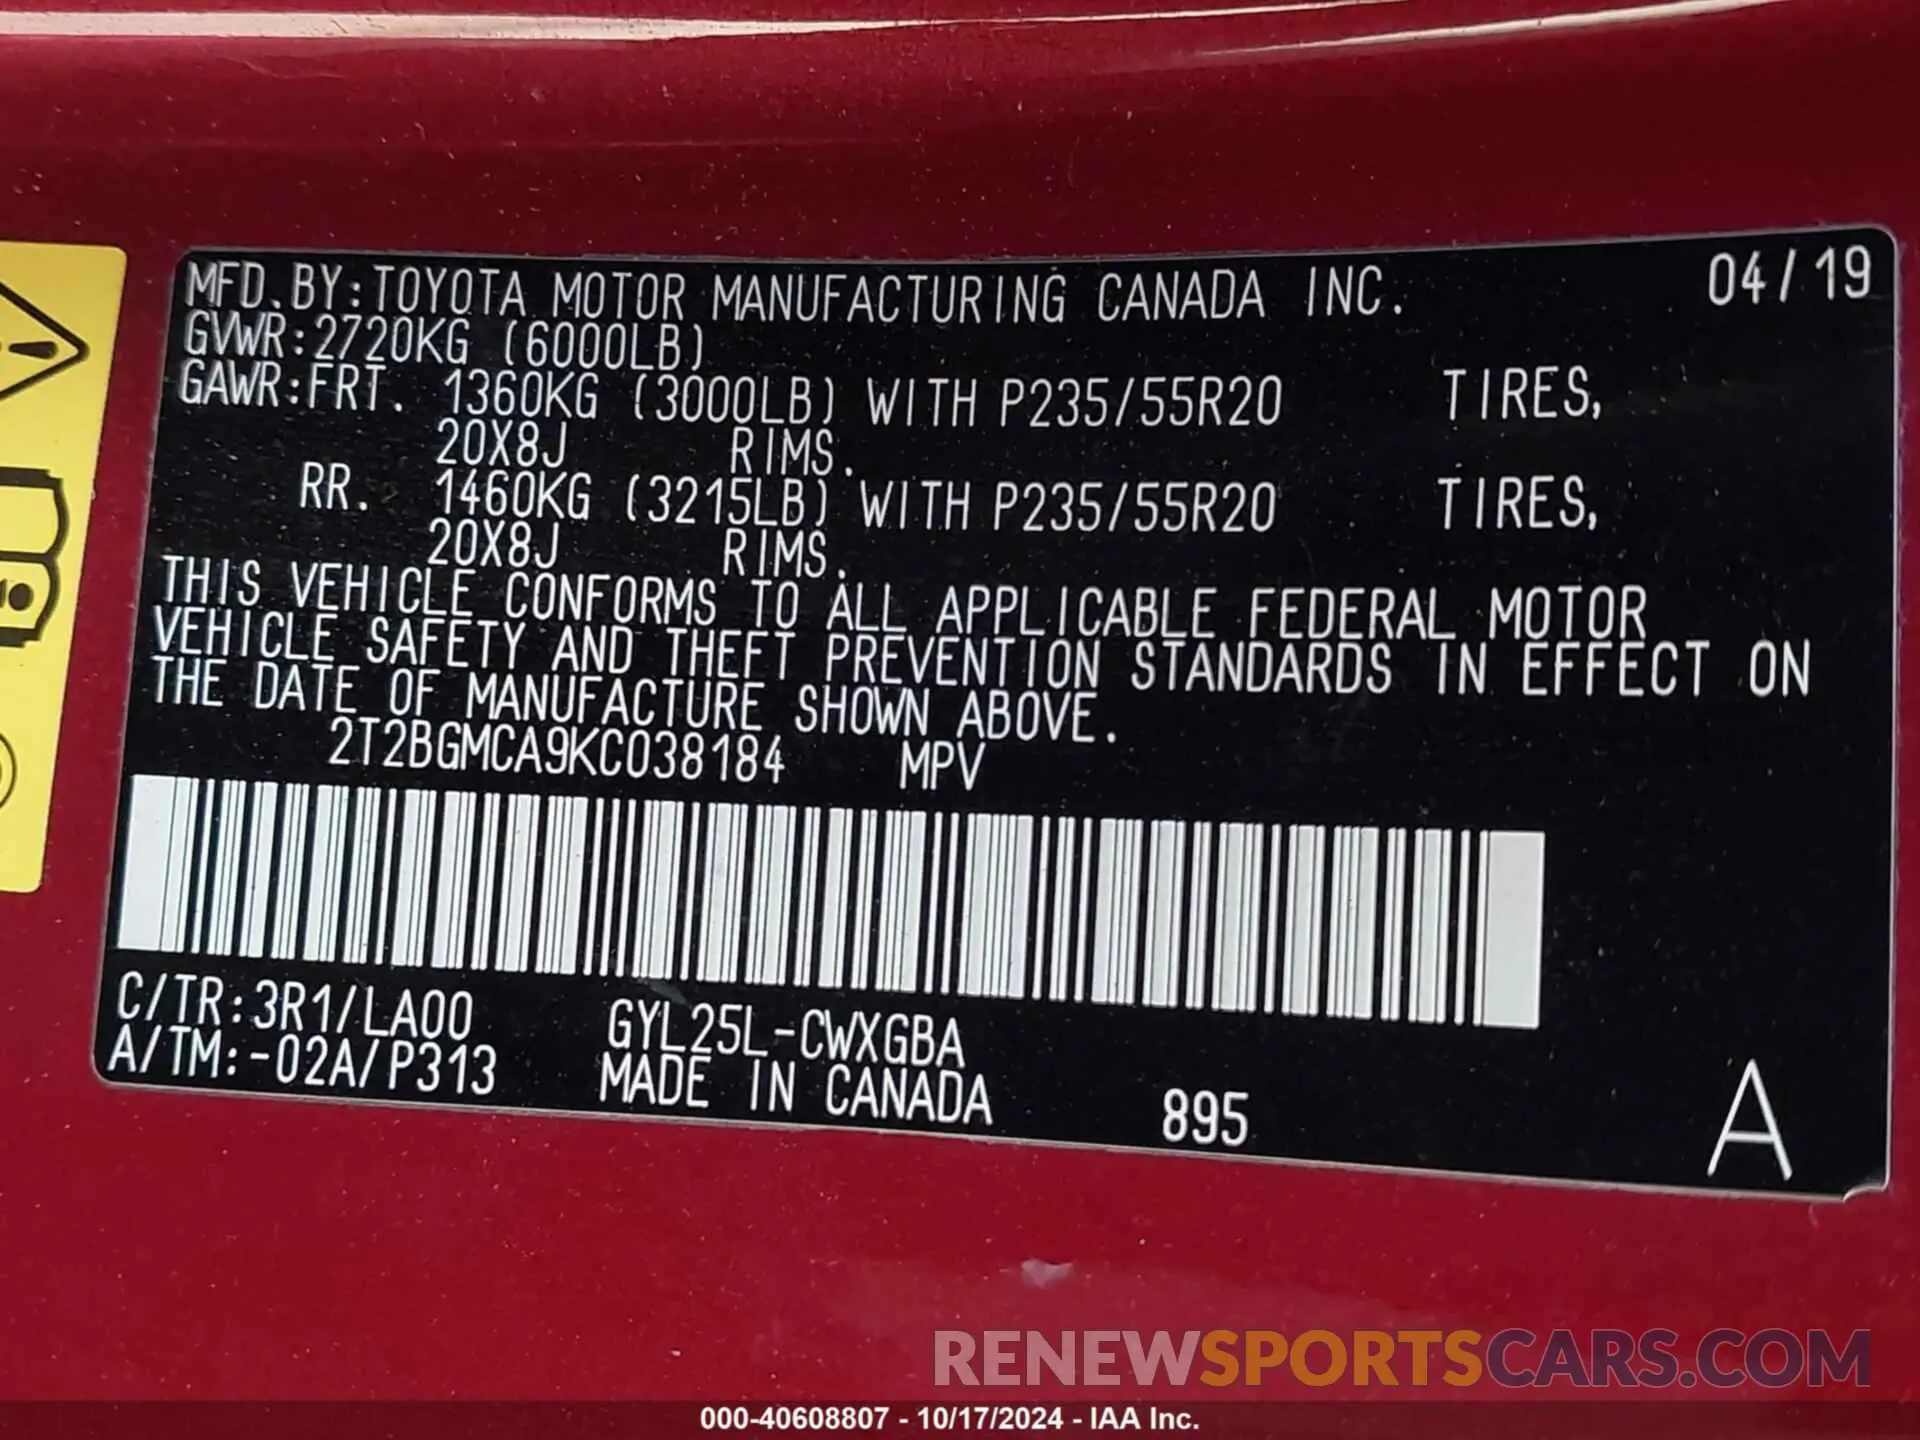 MFD.BY:TOYOTA MOTOR MANUFACTURING CANADA INC. 04/19
GVWR:2720KG (6000LB)
GAWR:FRT. 1360KG (3000LB) WITH P235/55R20 TIRES,
20X8J RIMS.
RR. 1460KG (3215LB) WITH P235/55R20 TIRES,
20X8J RIMS.
THIS VEHICLE CONFORMS TO ALL APPLICABLE FEDERAL MOTOR
VEHICLE SAFETY AND THEFT PREVENTION STANDARDS IN EFFECT ON
THE DATE OF MANUFACTURE SHOWN ABOVE.
2T2BGMCA9KC038184 MPV
C/TR:3R1/LA00 GYL25L-CWXGBA
A/TM:-02A/P313 MADE IN CANADA 895 A
RENEWSPORTSCARS.COM
000-40608807 - 10/17/2024 - IAA Inc.